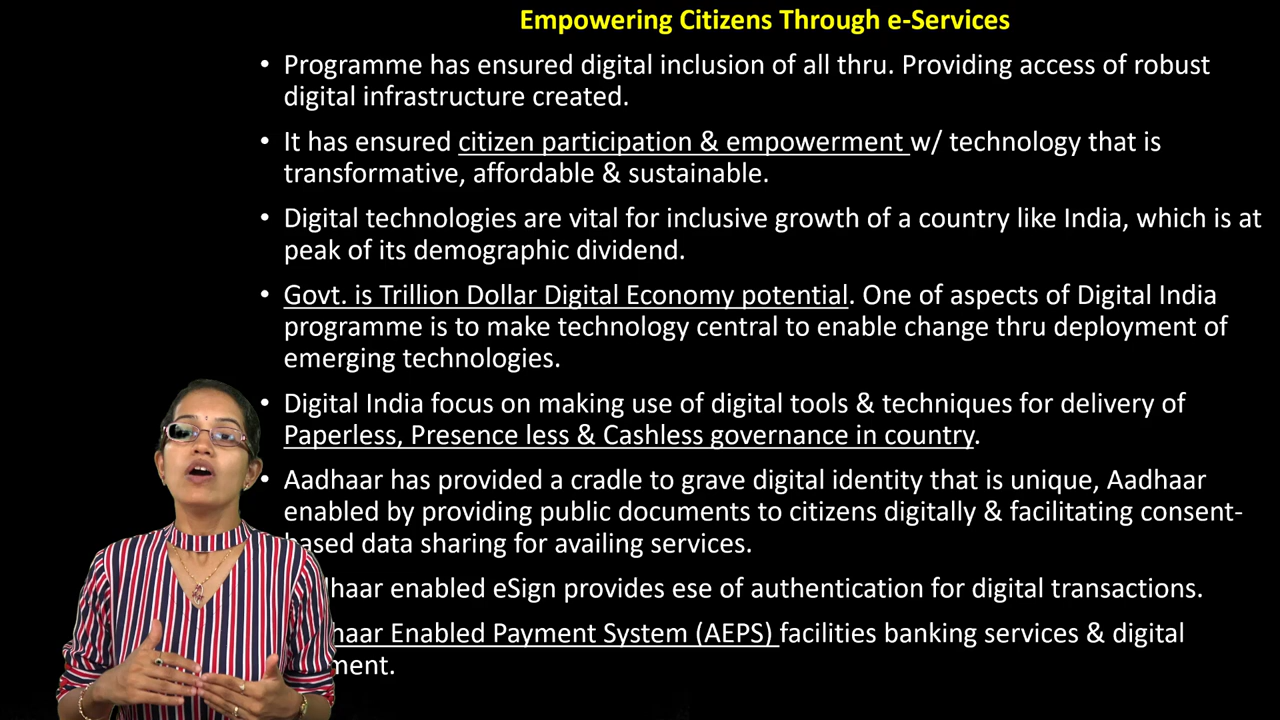 Empowering Citizens Through e-Services
• Programme has ensured digital inclusion of all thru. Providing access of robust
digital infrastructure created.
• It has ensured citizen participation & empowerment w/ technology that is
transformative, affordable & sustainable.
• Digital technologies are vital for inclusive growth of a country like India, which is at
peak of its demographic dividend.
• Govt. is Trillion Dollar Digital Economy potential. One of aspects of Digital India
programme is to make technology central to enable change thru deployment of
emerging technologies.
• Digital India focus on making use of digital tools & techniques for delivery of
Paperless, Presence less & Cashless governance in country.
• Aadhaar has provided a cradle to grave digital identity that is unique, Aadhaar
enabled by providing public documents to citizens digitally & facilitating consent-
based data sharing for availing services.
enabled eSign provides ese of authentication for digital transactions.
Enabled Payment System (AEPS) facilities banking services & digital